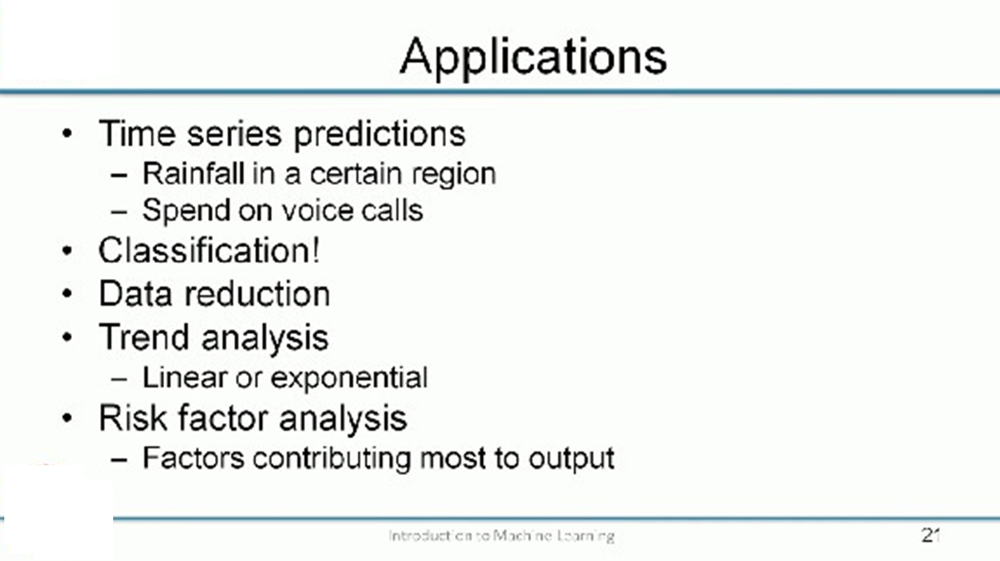 Applications
• Time series predictions
– Rainfall in a certain region
– Spend on voice calls
• Classification!
• Data reduction
• Trend analysis
– Linear or exponential
• Risk factor analysis
– Factors contributing most to output
Introduction to Machine Learning
21